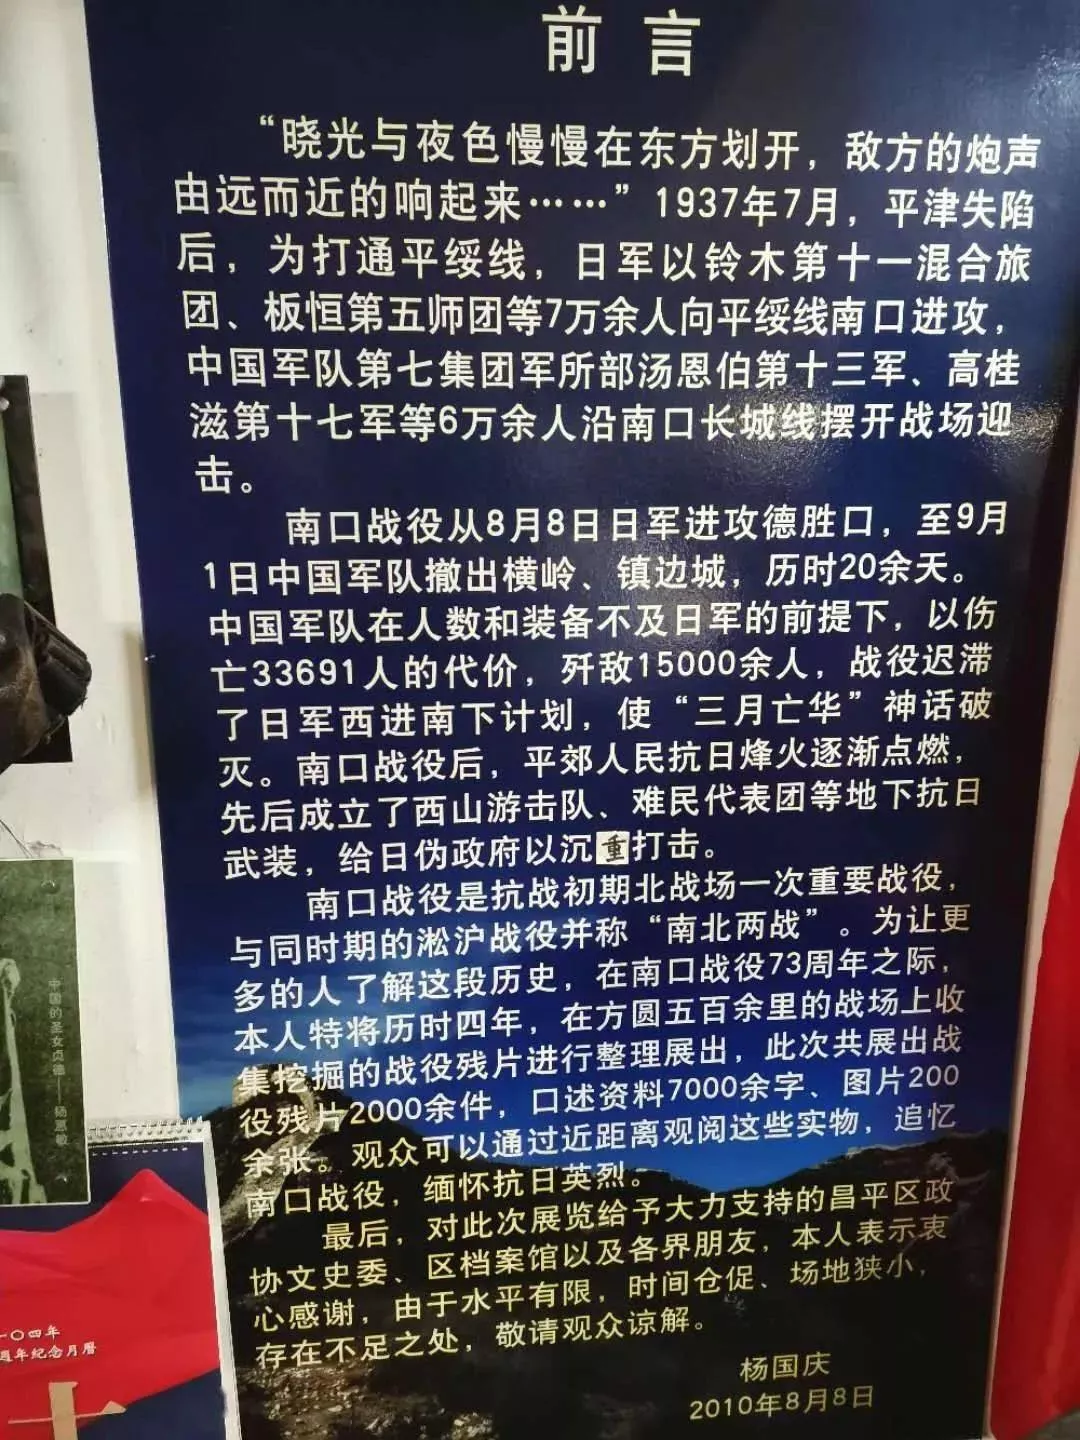 前言
“晓光与夜色慢慢在东方划开，敌方的炮声
由远而近的响起来……”1937年7月，平津失陷
后，为打通平绥线，日军以铃木第十一混合旅
团、板恒第五师团等7万余人向平绥线南口进攻，
中国军队第七集团军所部汤恩伯第十三军、高桂
滋第十七军等6万余人沿南口长城线摆开战场迎
击。
南口战役从8月8日日军进攻德胜口，至9月
1日中国军队撤出横岭、镇边城，历时20余天。
中国军队在人数和装备不及日军的前提下，以伤
亡33691人的代价，歼敌15000余人，战役迟滞
了日军西进南下计划，使“三月亡华”神话破
灭。南口战役后，平郊人民抗日烽火逐渐点燃，
先后成立了西山游击队、难民代表团等地下抗日
武装，给日伪政府以沉重打击。
南口战役是抗战初期北战场一次重要战役，
与同时期的淞沪战役并称“南北两战”。为让更
多的人了解这段历史，在南口战役73周年之际，
本人特将历时四年，在方圆五百余里的战场上收
集挖掘的战役残片进行整理展出，此次共展出战
役残片2000余件，口述资料7000余字、图片200
余张。观众可以通过近距离观阅这些实物，追忆
南口战役，缅怀抗日英烈。
最后，对此次展览给予大力支持的昌平区政
协文史委、区档案馆以及各界朋友，本人表示衷
心感谢，由于水平有限，时间仓促、场地狭小，
存在不足之处，敬请观众谅解。
杨国庆
2010年8月8日
中国的圣女贞德——杨惠敏
一〇四年
週年纪念月曆